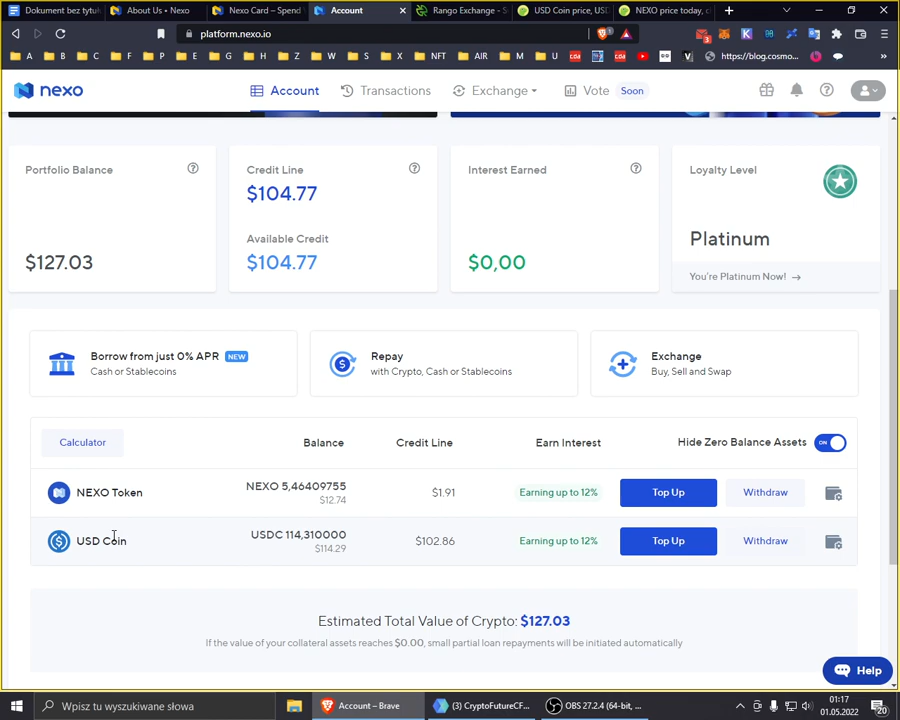 Dokument bez tytułu
About Us • Nexo
Nexo Card – Spend
Account
Rango Exchange - S
USD Coin price, USD
NEXO price today,
platform.nexo.io
A B C F P E G H Z W S X NFT AIR M U https://blog.cosmo...
nexo
Account Transactions Exchange Vote Soon
Portfolio Balance
$127.03
Credit Line
$104.77
Available Credit
$104.77
Interest Earned
$0,00
Loyalty Level
Platinum
You're Platinum Now! →
Borrow from just 0% APR NEW
Cash or Stablecoins
Repay
with Crypto, Cash or Stablecoins
Exchange
Buy, Sell and Swap
Calculator Balance Credit Line Earn Interest Hide Zero Balance Assets ON
NEXO Token NEXO 5,46409755 $1.91 Earning up to 12% Top Up Withdraw
$12.74
USD Coin USDC 114,310000 $102.86 Earning up to 12% Top Up Withdraw
$114.29
Estimated Total Value of Crypto: $127.03
If the value of your collateral assets reaches $0.00, small partial loan repayments will be initiated automatically
Help
Wpisz tu wyszukiwane słowa
Account – Brave
(3) CryptoFutureCF...
OBS 27.2.4 (64-bit, ...
01:17
01.05.2022
20